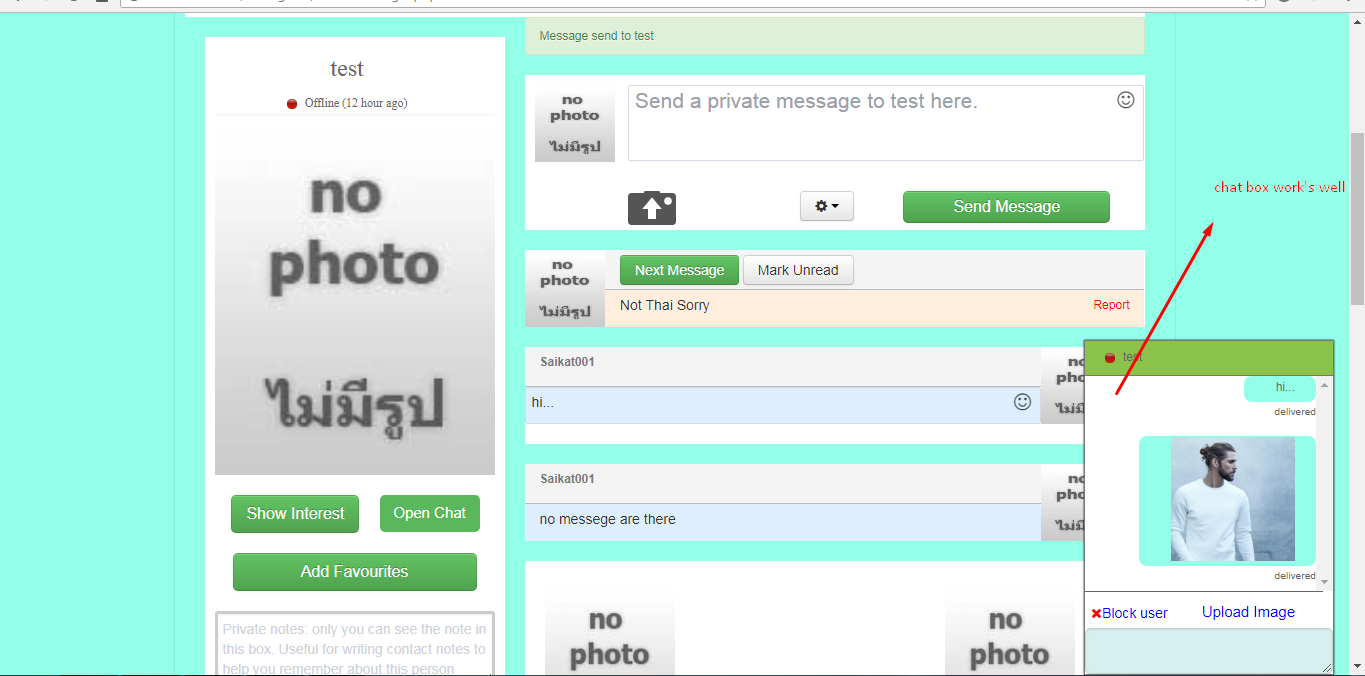 Message send to test
test
Offline (12 hour ago)
no
photo
ไม่มีรูป
Show Interest
Open Chat
Add Favourites
Private notes: only you can see the note in
this box. Useful for writing contact notes to
help you remember about this person
no
photo
ไม่มีรูป
Send a private message to test here.
Send Message
no
photo
ไม่มีรูป
Next Message
Mark Unread
Not Thai Sorry
Report
Saikat001
hi...
Saikat001
no messege are there
no
photo
no
photo
chat box work's well
test
hi...
delivered
delivered
Block user
Upload Image